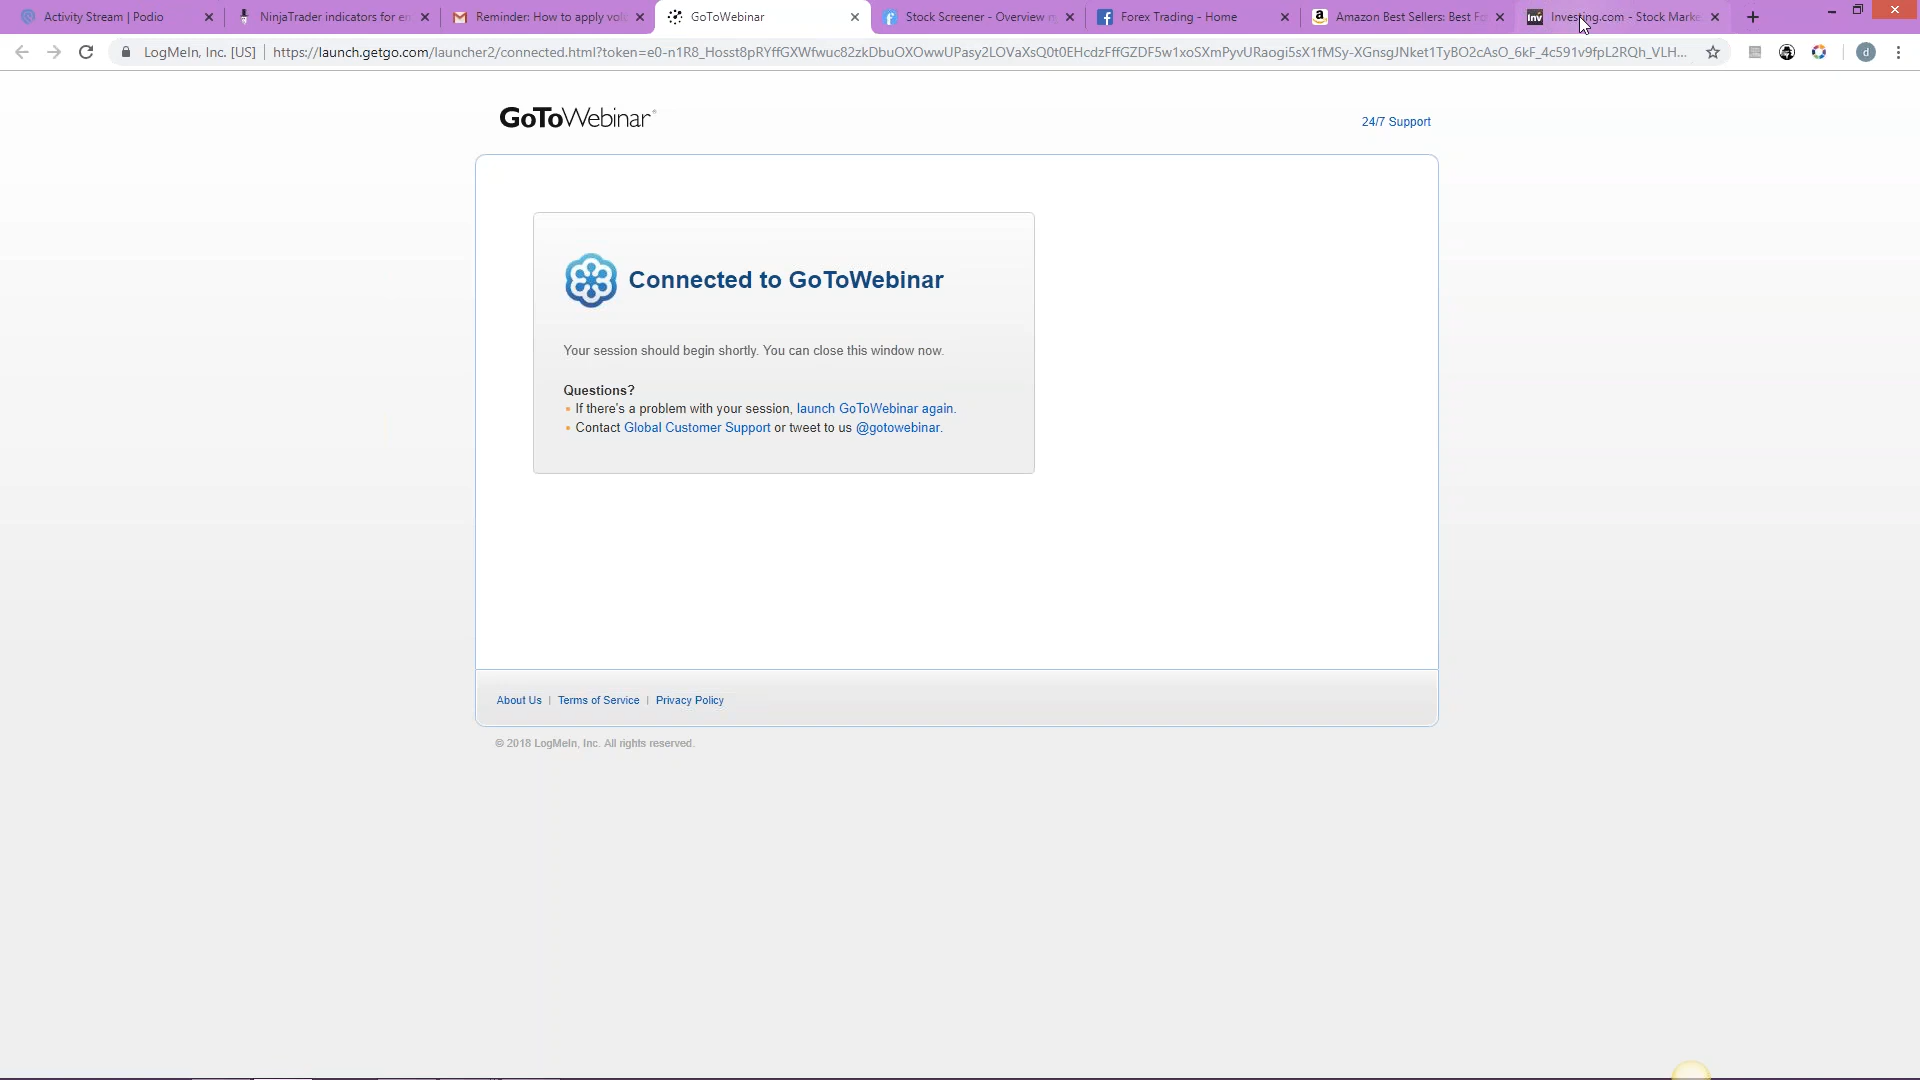 Activity Stream | Podio
NinjaTrader indicators for en
Reminder: How to apply volu
GoToWebinar
Stock Screener - Overview
Forex Trading - Home
Amazon Best Sellers: Best Fo
Investing.com - Stock Marke
LogMeIn, Inc. [US]
https://launch.getgo.com/launcher2/connected.html?token=e0-n1R8_Hosst8pRYffGXWfwuc82zkDbuOXOwwUPasy2LOVaXsQ0t0EHcdzFffGZDF5w1xoSXmPyvURaogi5sX1fMSy-XGnsgJNket1TyBO2cAsO_6kF_4c591v9fpL2RQh_VLH...
d
GoToWebinar
24/7 Support
Connected to GoToWebinar
Your session should begin shortly. You can close this window now.
Questions?
If there's a problem with your session, launch GoToWebinar again.
Contact Global Customer Support or tweet to us @gotowebinar.
About Us | Terms of Service | Privacy Policy
© 2018 LogMeIn, Inc. All rights reserved.